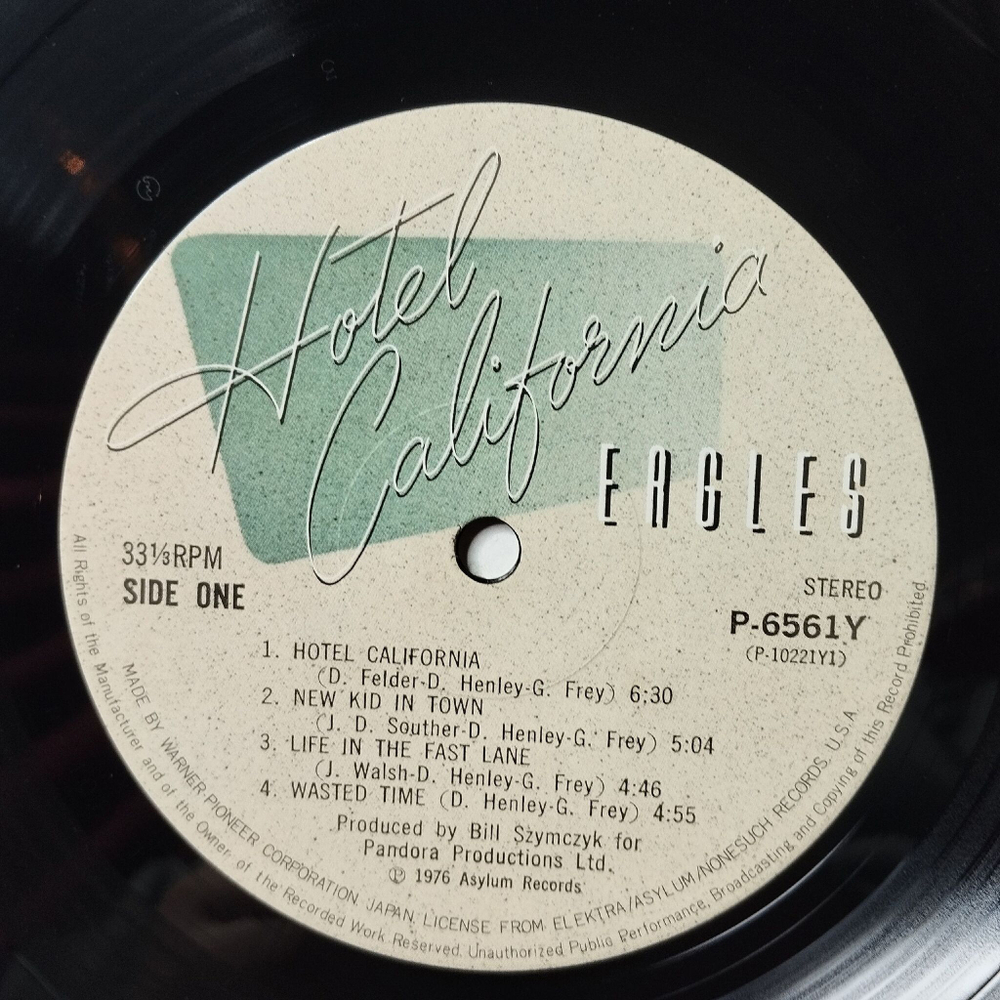 Hotel
California
EAGLES
33⅓RPM
SIDE ONE
STEREO
P-6561Y
(P-10221Y1)
1. HOTEL CALIFORNIA
(D. Felder-D. Henley-G. Frey) 6:30
2. NEW KID IN TOWN
(J. D. Souther-D. Henley-G. Frey) 5:04
3. LIFE IN THE FAST LANE
(J. Walsh-D. Henley-G. Frey) 4:46
4. WASTED TIME (D. Henley-G. Frey) 4:55
Produced by Bill Szymczyk for
Pandora Productions Ltd.
Ⓟ 1976 Asylum Records
MADE BY WARNER-PIONEER CORPORATION JAPAN. LICENSE FROM ELEKTRA/ASYLUM/NONESUCH RECORDS. U.S.A
All Rights of the Manufacturer and of the Owner of the Recorded Work Reserved. Unauthorized Public Performance, Broadcasting and Copying of this Record Prohibited.